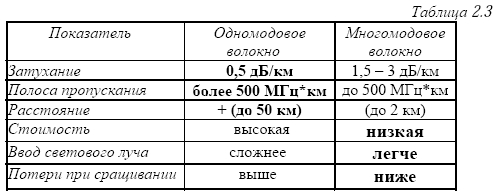 Таблица 2.3
Показатель Одномодовое волокно Многомодовое волокно
Затухание 0,5 дБ/км 1,5 – 3 дБ/км
Полоса пропускания более 500 МГц*км до 500 МГц*км
Расстояние + (до 50 км) (до 2 км)
Стоимость высокая низкая
Ввод светового луча сложнее легче
Потери при сращивании выше ниже